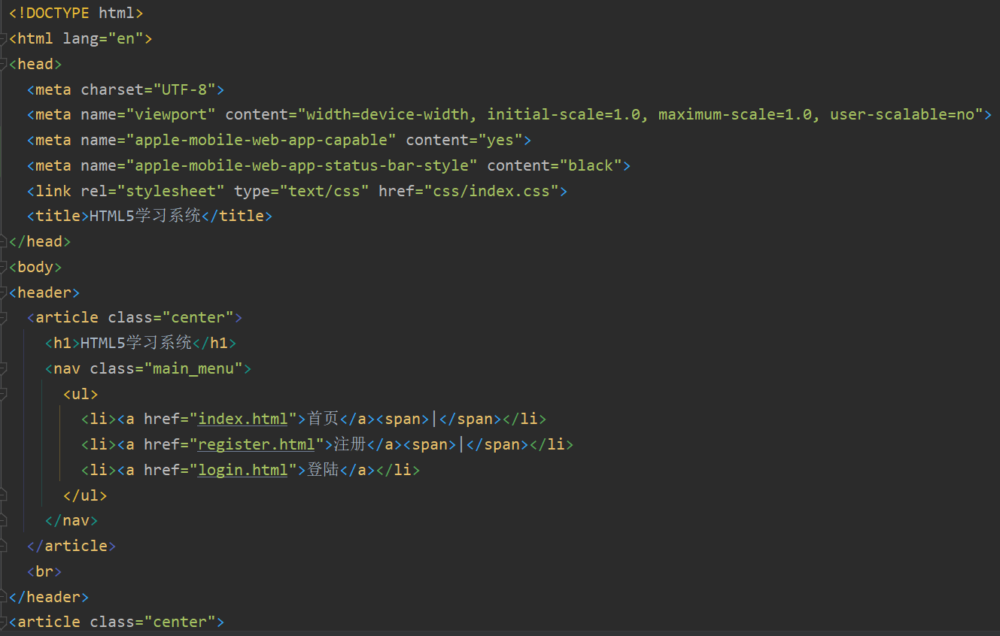 <!DOCTYPE html>
<html lang="en">
<head>
  <meta charset="UTF-8">
  <meta name="viewport" content="width=device-width, initial-scale=1.0, maximum-scale=1.0, user-scalable=no">
  <meta name="apple-mobile-web-app-capable" content="yes">
  <meta name="apple-mobile-web-app-status-bar-style" content="black">
  <link rel="stylesheet" type="text/css" href="css/index.css">
  <title>HTML5学习系统</title>
</head>
<body>
<header>
  <article class="center">
    <h1>HTML5学习系统</h1>
    <nav class="main_menu">
      <ul>
        <li><a href="index.html">首页</a><span>|</span></li>
        <li><a href="register.html">注册</a><span>|</span></li>
        <li><a href="login.html">登陆</a></li>
      </ul>
    </nav>
  </article>
  <br>
</header>
<article class="center">